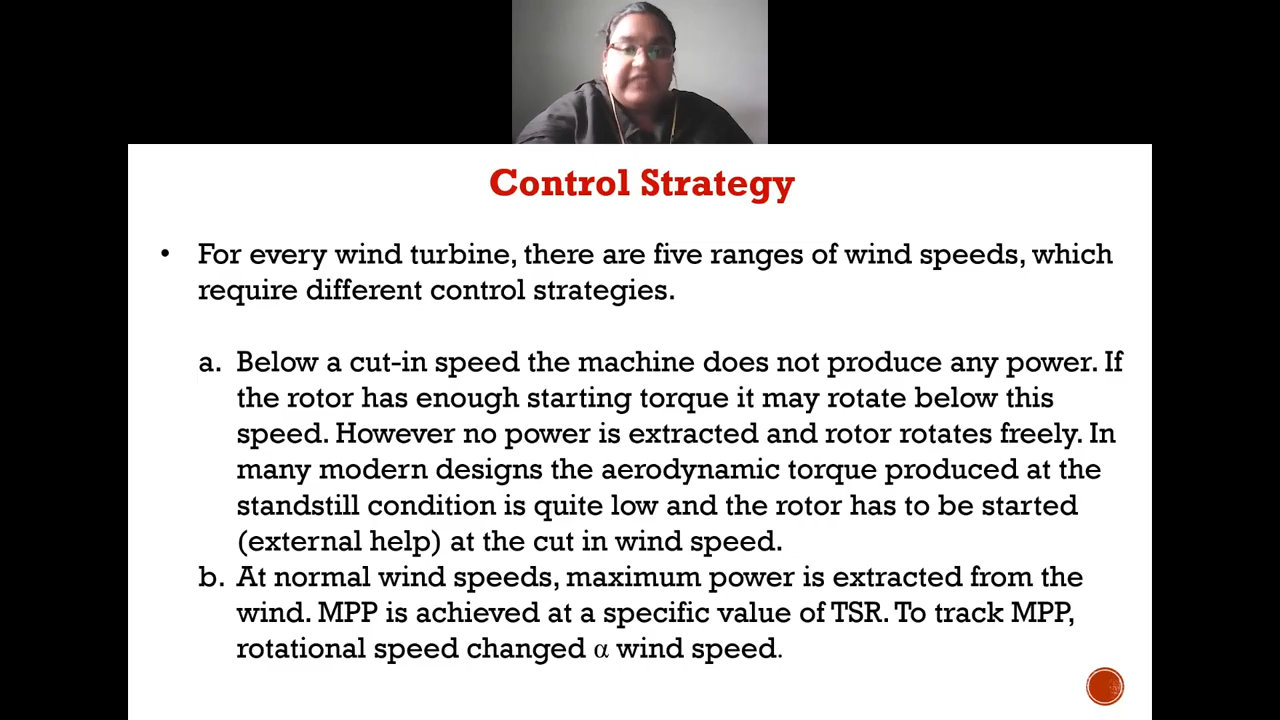 Control Strategy
• For every wind turbine, there are five ranges of wind speeds, which
require different control strategies.
a. Below a cut-in speed the machine does not produce any power. If
the rotor has enough starting torque it may rotate below this
speed. However no power is extracted and rotor rotates freely. In
many modern designs the aerodynamic torque produced at the
standstill condition is quite low and the rotor has to be started
(external help) at the cut in wind speed.
b. At normal wind speeds, maximum power is extracted from the
wind. MPP is achieved at a specific value of TSR. To track MPP,
rotational speed changed α wind speed.